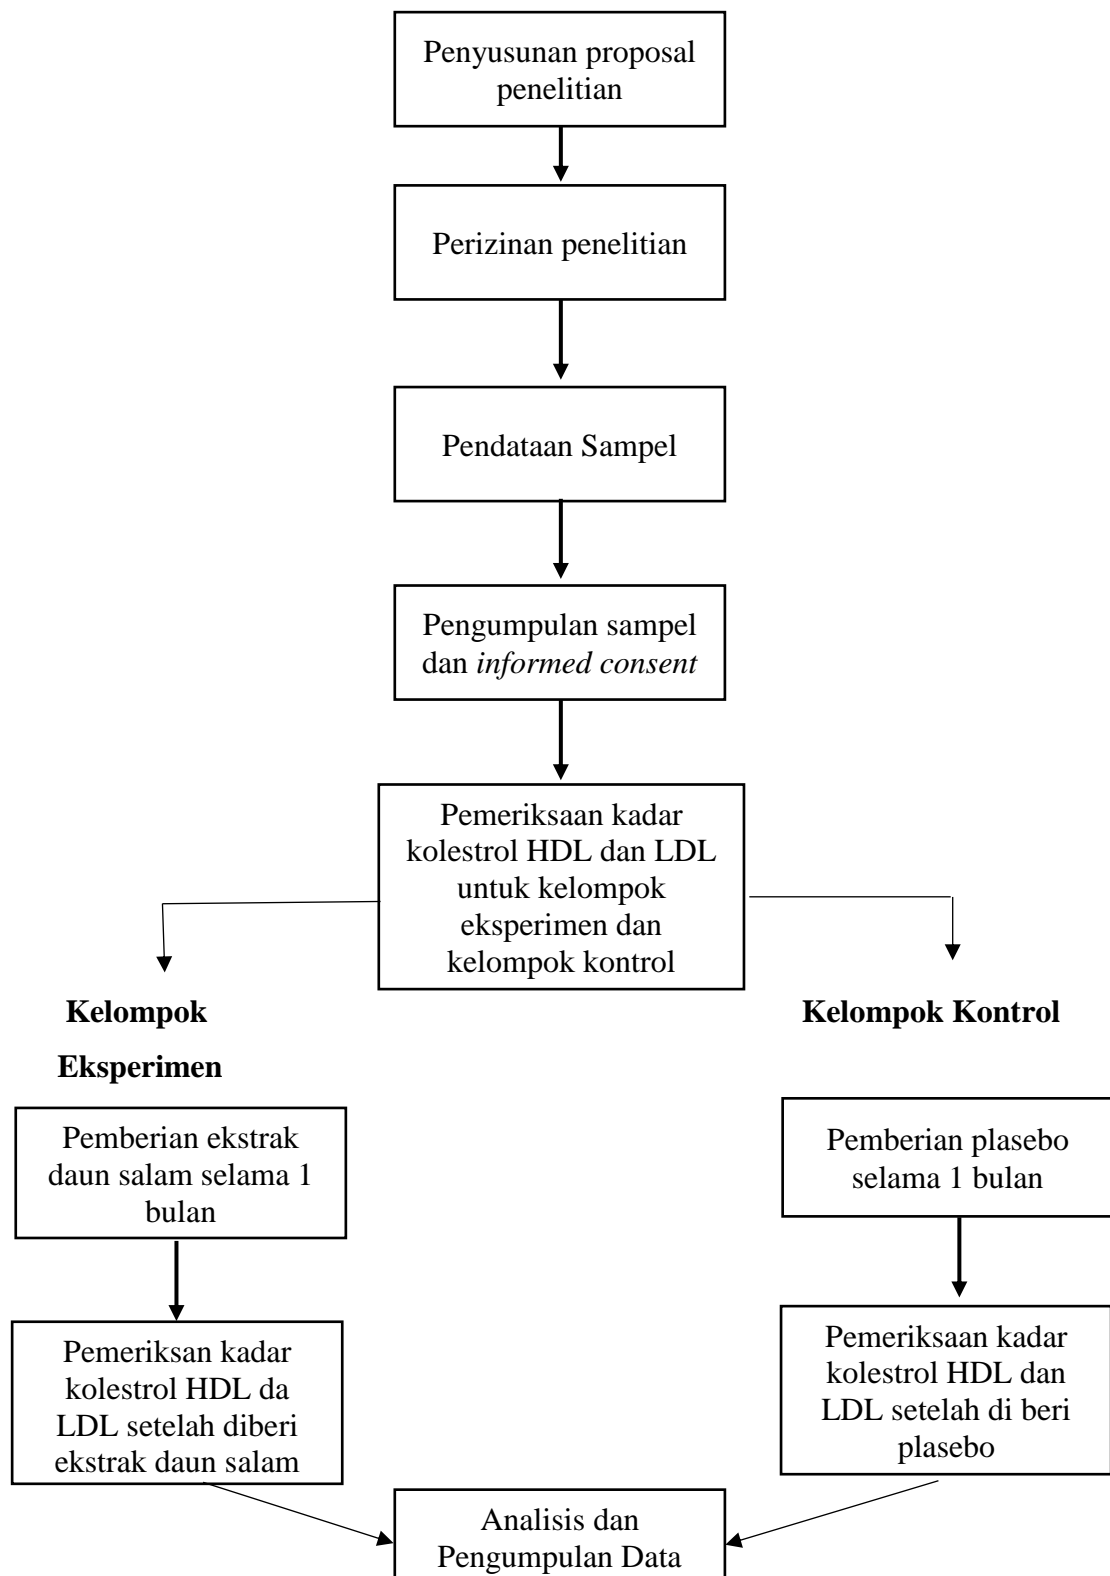 Penyusunan proposal
penelitian
Perizinan penelitian
Pendataan Sampel
Pengumpulan sampel
dan informed consent
Pemeriksaan kadar
kolestrol HDL dan LDL
untuk kelompok
eksperimen dan
kelompok kontrol
Kelompok
Eksperimen
Kelompok Kontrol
Pemberian ekstrak
daun salam selama 1
bulan
Pemberian plasebo
selama 1 bulan
Pemeriksan kadar
kolestrol HDL da
LDL setelah diberi
ekstrak daun salam
Pemeriksaan kadar
kolestrol HDL dan
LDL setelah di beri
plasebo
Analisis dan
Pengumpulan Data